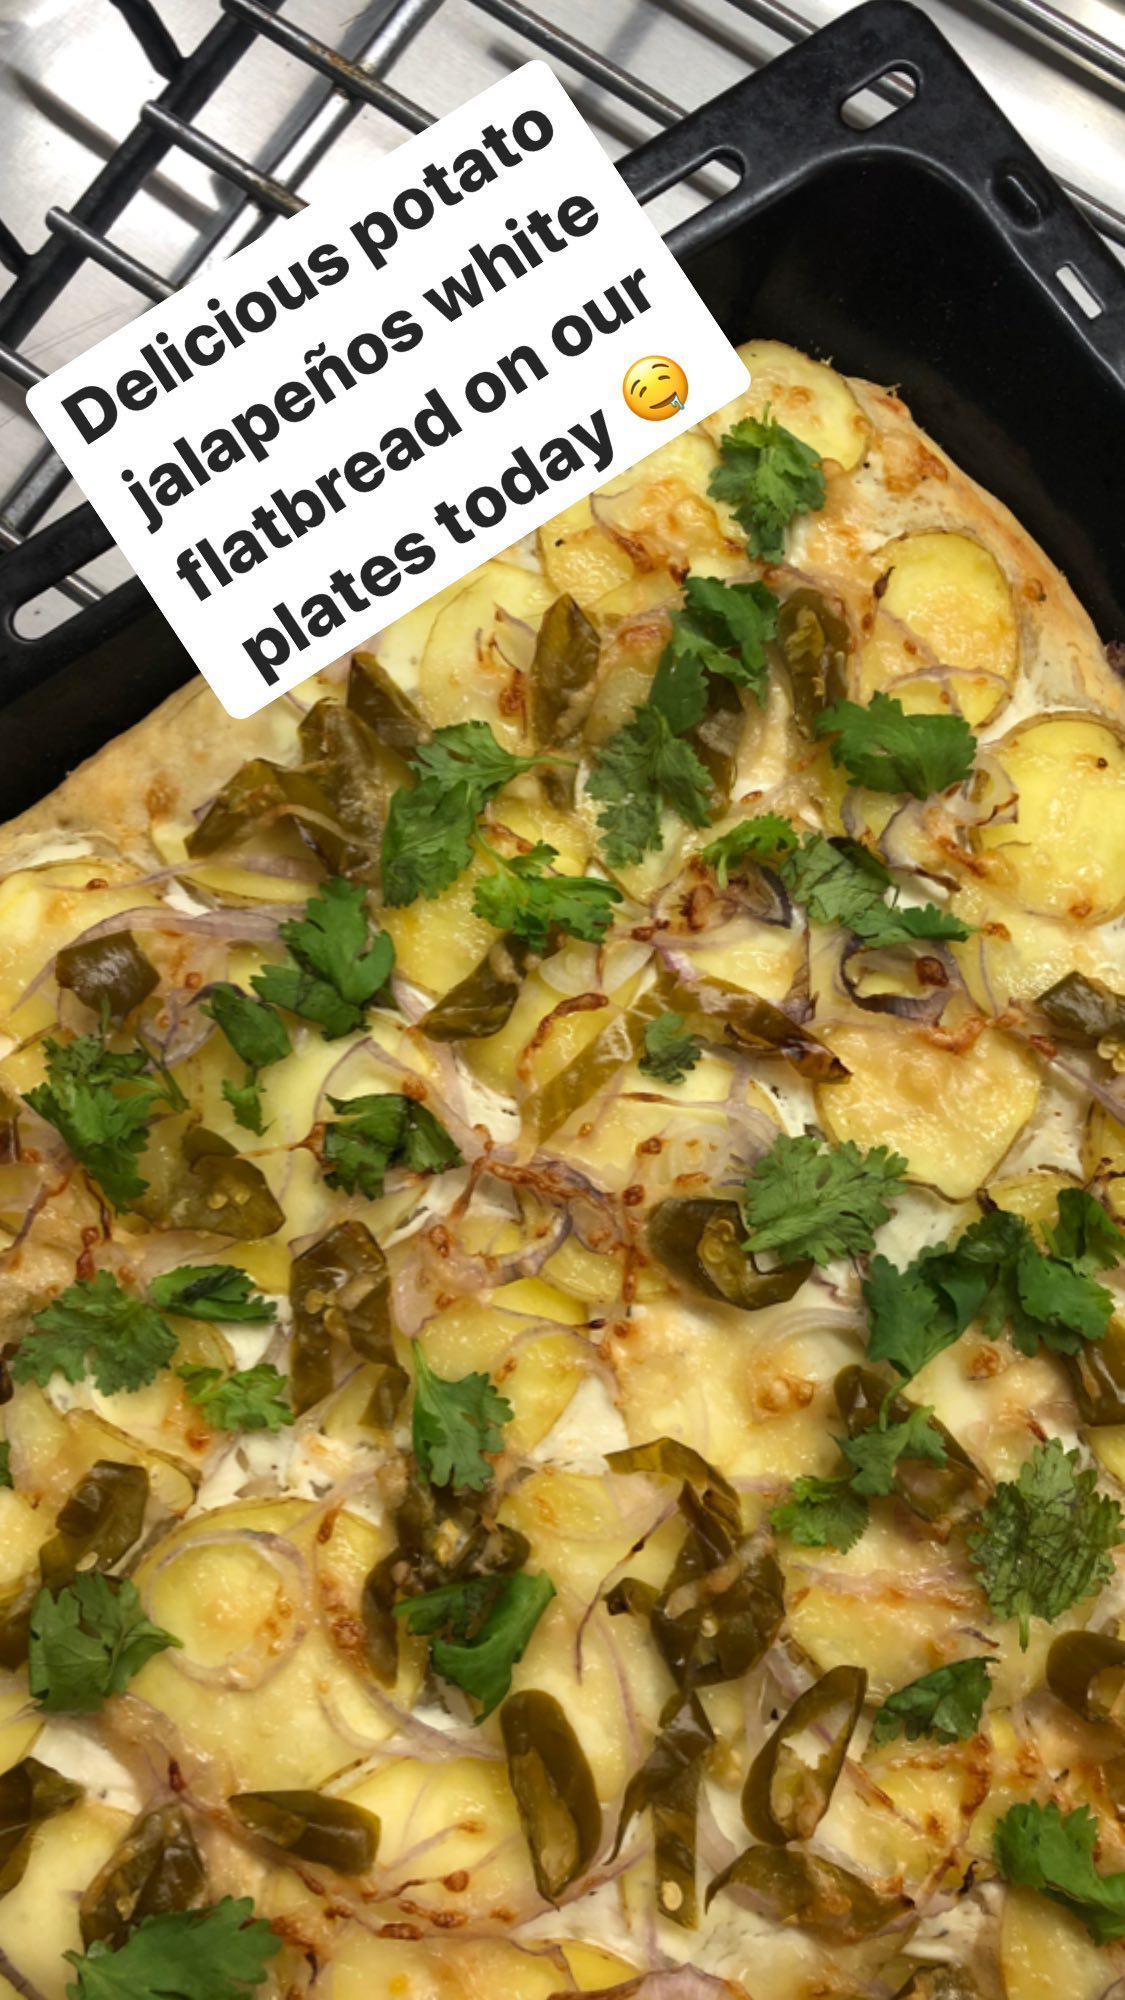 Delicious potato
jalapeños white
flatbread on our
plates today 🤤